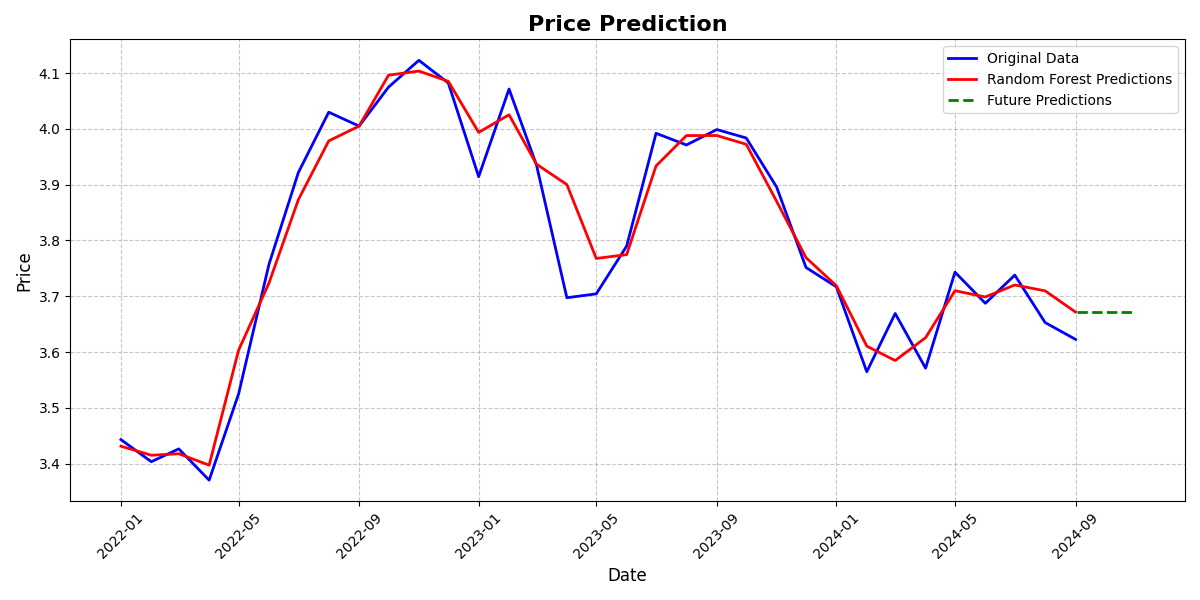 Price Prediction
Original Data
Random Forest Predictions
Future Predictions
Price
4.1
4.0
3.9
3.8
3.7
3.6
3.5
3.4
2022-01
2022-05
2022-09
2023-01
2023-05
2023-09
2024-01
2024-05
2024-09
Date